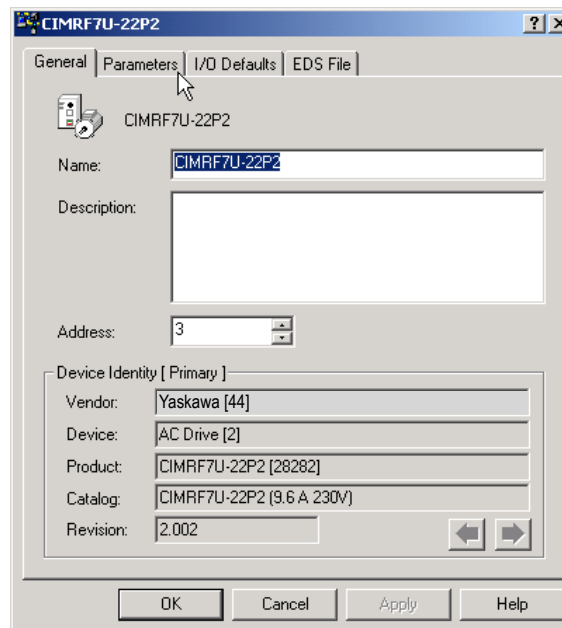 CIMRF7U-22P2
General Parameters I/O Defaults EDS File
CIMRF7U-22P2
Name: CIMRF7U-22P2
Description:
Address: 3
Device Identity [ Primary ]
Vendor: Yaskawa [44]
Device: AC Drive [2]
Product: CIMRF7U-22P2 [28282]
Catalog: CIMRF7U-22P2 (9.6 A 230V)
Revision: 2.002
OK Cancel Apply Help